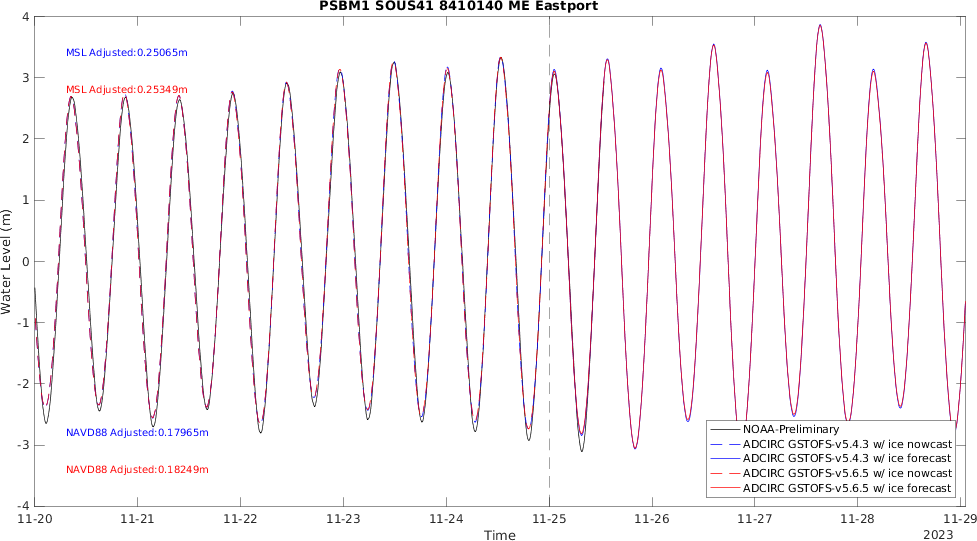 PSBM1 SOUS41 8410140 ME Eastport
Water Level (m)
4
3
2
1
0
-1
-2
-3
-4
MSL Adjusted:0.25065m
MSL Adjusted:0.25349m
NAVD88 Adjusted:0.17965m
NAVD88 Adjusted:0.18249m
NOAA-Preliminary
ADCIRC GSTOFS-v5.4.3 w/ ice nowcast
ADCIRC GSTOFS-v5.4.3 w/ ice forecast
ADCIRC GSTOFS-v5.6.5 w/ ice nowcast
ADCIRC GSTOFS-v5.6.5 w/ ice forecast
11-20 11-21 11-22 11-23 11-24 11-25 11-26 11-27 11-28 11-29
Time
2023